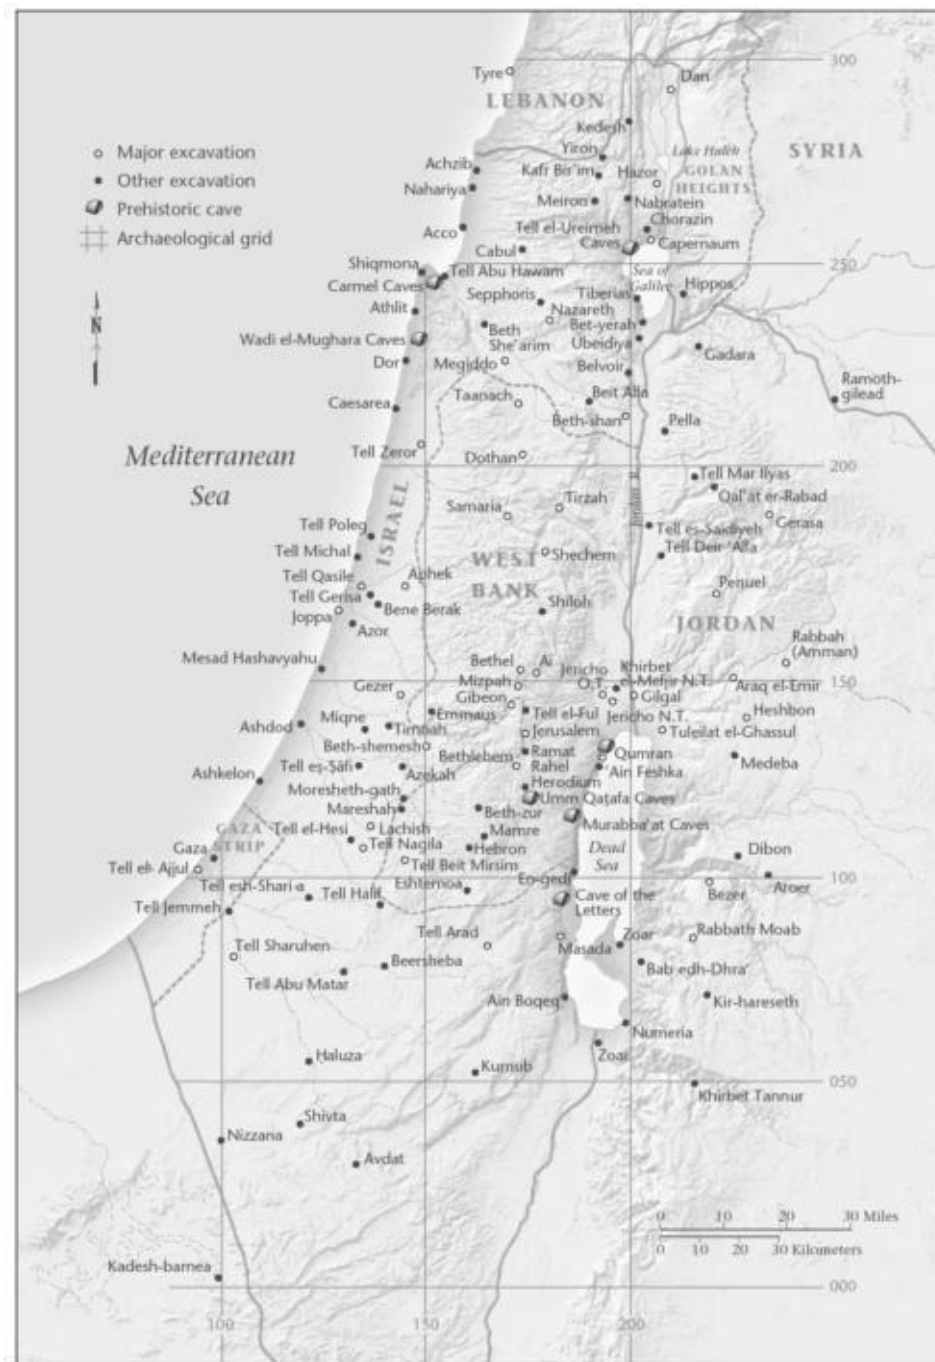 300
Tyre
Dan
LEBANON
Kedesh
Major excavation
Other excavation
Prehistoric cave
Archaeological grid
Yiron
Lake Huleh
SYRIA
Achzib
Kafr Bir'im
Hazor
GOLAN
HEIGHTS
Nahariya
Meiron
Nabratein
Chorazin
Tell el-Ureimeh
Caves
Capernaum
Acco
Cabul
250
Shiqmona
Tell Abu Hawam
Carmel Caves
Sea of
Galilee
Hippos
Sepphoris
Tiberias
Athlit
Nazareth
N
Beth
She'arim
Bet-yerah
Wadi el-Mughara Caves
Ubeidiya
Gadara
Dor
Megiddo
Belvoir
Ramoth-
gilead
Taanach
Beit Alfa
Caesarea
Beth-shan
Pella
Mediterranean
Sea
Tell Zeror
Dothan
200
Tell Mar Ilyas
Jordan R.
Qal'at er-Rabad
Samaria
Tirzah
Gerasa
ISRAEL
Tell Poleg
Tell es-Saidiyeh
Tell Michal
WEST
BANK
Shechem
Tell Deir 'Alla
Tell Qasile
Aphek
Tell Gerisa
Penuel
Bene Berak
Joppa
Shiloh
Azor
JORDAN
Rabbah
(Amman)
Mesad Hashavyahu
Bethel
Ai
Jericho
O.T.
Khirbet
el-Mefjir N.T.
150
Mizpah
Gezer
Gibeon
Gilgal
Araq el-Emir
Jericho N.T.
Emmaus
Tell el-Ful
Heshbon
Ashdod
Miqne
Timnah
Jerusalem
Tuleilat el-Ghassul
Beth-shemesh
Bethlehem
Ramat
Rahel
Qumran
Medeba
Tell eṣ-Ṣâfi
Azekah
'Ain Feshka
Ashkelon
Herodium
Moresheth-gath
Umm Qaṭafa Caves
Mareshah
Beth-zur
Murabba'at Caves
GAZA
STRIP
Tell el-Hesi
Lachish
Mamre
Tell Nagila
Hebron
Dead
Sea
Gaza
Dibon
Tell el-Ajjul
Tell Beit Mirsins
En-gedi
100
Tell esh-Sharia
Tell Halif
Eshtemoa
Bezer
Aroer
Cave of the
Letters
Tell Jemmeh
Tell Arad
Zoar
Rabbath Moab
Tell Sharuhen
Masada
Beersheba
Bab edh-Dhra'
Tell Abu Matar
Ain Boqeq
Kir-hareseth
Numeria
Haluza
Zoar
Kurnub
050
Khirbet Tannur
Shivta
Nizzana
Avdat
0 10 20 30 Miles
0 10 20 30 Kilometers
Kadesh-barnea
000
100 150 200